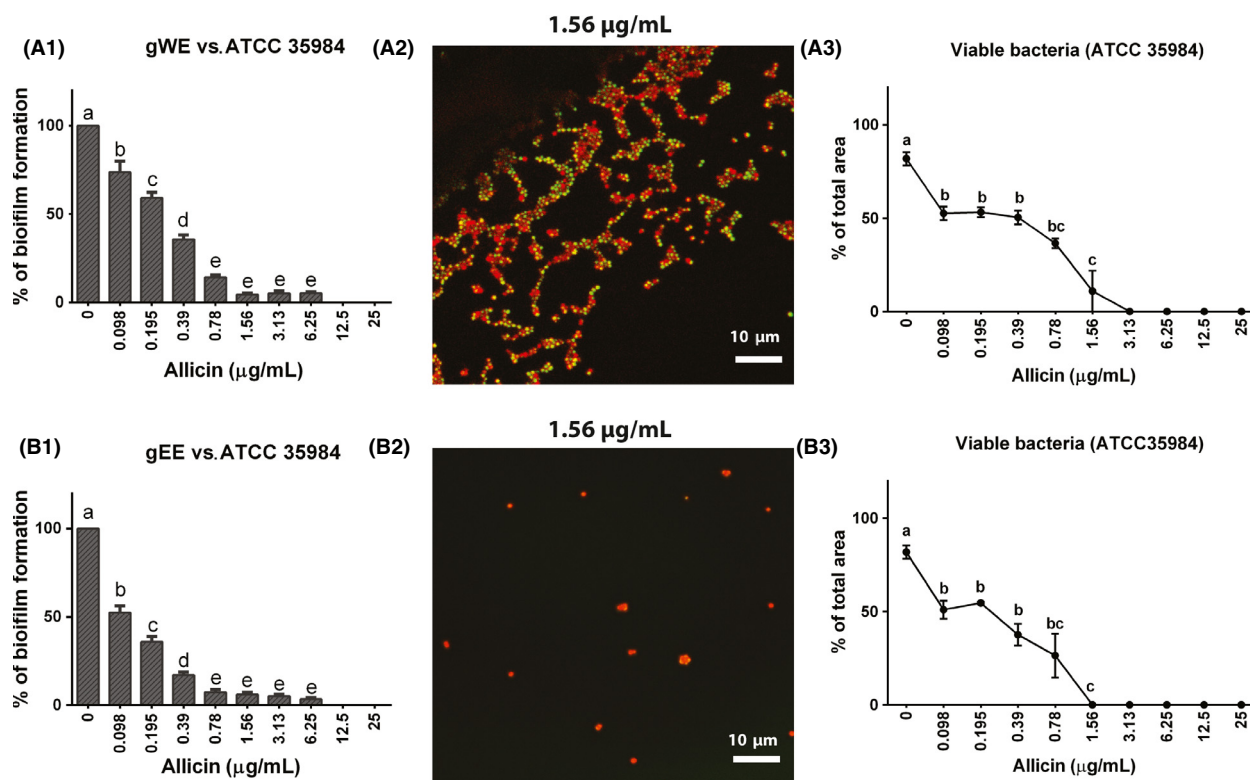 (A1)
gWE vs. ATCC 35984
% of bioifilm formation
100
50
0
a
b
c
d
e
e
e
e
0
0.098
0.195
0.39
0.78
1.56
3.13
6.25
12.5
25
Allicin (µg/mL)
(A2)
1.56 µg/mL
10 µm
(A3)
Viable bacteria (ATCC 35984)
% of total area
100
50
0
a
b
b
b
bc
c
0
0.098
0.195
0.39
0.78
1.56
3.13
6.25
12.5
25
Allicin (µg/mL)
(B1)
gEE vs. ATCC 35984
% of bioifilm formation
100
50
0
a
b
c
d
e
e
e
e
0
0.098
0.195
0.39
0.78
1.56
3.13
6.25
12.5
25
Allicin (µg/mL)
(B2)
1.56 µg/mL
10 µm
(B3)
Viable bacteria (ATCC35984)
% of total area
100
50
0
a
b
b
b
bc
c
0
0.098
0.195
0.39
0.78
1.56
3.13
6.25
12.5
25
Allicin (µg/mL)